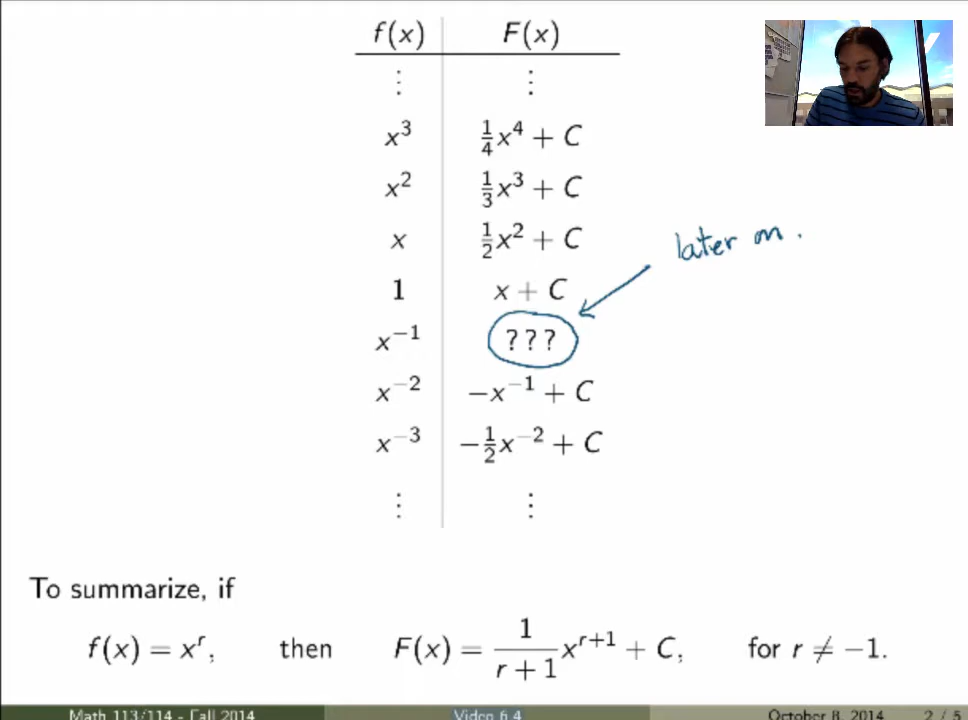 f(x) F(x)
⋮ ⋮
x³ ¼x⁴ + C
x² ⅓x³ + C
x ½x² + C
later on .
1 x + C
x⁻¹ ???
x⁻² −x⁻¹ + C
x⁻³ −½x⁻² + C
⋮ ⋮
To summarize, if
f(x) = xʳ, then F(x) = 1/(r + 1) xʳ⁺¹ + C, for r ≠ −1.
Math 113/114 - Fall 2014 Video 6.4 October 8, 2014 2 / 5